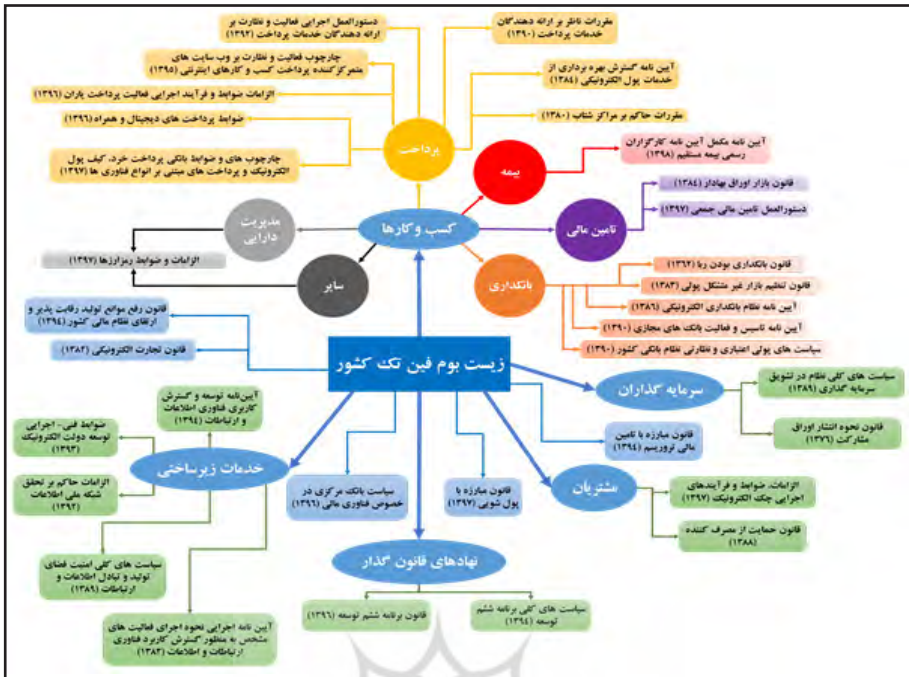 دستورالعمل اجرایی فعالیت و نظارت بر
ارائه دهندگان خدمات پرداخت (۱۳۹۲)
مقررات ناظر بر ارائه دهندگان
خدمات پرداخت (۱۳۹۰)
چارچوب فعالیت و نظارت بر وب سایت های
متمرکزکننده پرداخت کسب و کارهای اینترنتی (۱۳۹۵)
آیین نامه گسترش بهره برداری از
خدمات پول الکترونیکی (۱۳۸۴)
الزامات ضوابط و فرآیند اجرایی فعالیت پرداخت یاران (۱۳۹۶)
مقررات حاکم بر مراکز شتاب (۱۳۸۰)
ضوابط پرداخت های دیجیتال و همراه (۱۳۹۶)
پرداخت
چارچوب های و ضوابط بانکی پرداخت خرد، کیف پول
الکترونیک و پرداخت های مبتنی بر انواع فناوری ها (۱۳۹۷)
بیمه
آیین نامه مکمل آیین نامه کارگزاران
رسمی بیمه مستقیم (۱۳۹۸)
قانون بازار اوراق بهادار (۱۳۸۴)
دستورالعمل تامین مالی جمعی (۱۳۹۷)
تامین مالی
کسب و کارها
مدیریت
دارایی
الزامات و ضوابط رمزارزها (۱۳۹۷)
سایر
بانکداری
قانون بانکداری بودن ربا (۱۳۶۲)
قانون تنظیم بازار غیر متشکل پولی (۱۳۸۳)
آیین نامه نظام بانکداری الکترونیکی (۱۳۸۶)
آیین نامه تاسیس و فعالیت بانک های مجازی (۱۳۹۰)
سیاست های پولی اعتباری و نظارتی نظام بانکی کشور (۱۳۹۰)
قانون رفع موانع تولید رقابت پذیر و
ارتقای نظام مالی کشور (۱۳۹۴)
قانون تجارت الکترونیکی (۱۳۸۲)
زیست بوم فین تک کشور
سرمایه گذاران
سیاست های کلی نظام در تشویق
سرمایه گذاری (۱۳۸۹)
قانون نحوه انتشار اوراق
مشارکت (۱۳۷۶)
آیین‌نامه توسعه و گسترش
کاربری فناوری اطلاعات
و ارتباطات (۱۳۹۴)
ضوابط فنی- اجرایی
توسعه دولت الکترونیک
(۱۳۹۳)
خدمات زیرساختی
الزامات حاکم بر تحقق
شبکه ملی اطلاعات
(۱۳۹۲)
سیاست های کلی امنیت فضای
تولید و تبادل اطلاعات و
ارتباطات (۱۳۸۹)
آیین نامه اجرایی نحوه اجرای فعالیت های
مشخص به منظور گسترش کاربرد فناوری
ارتباطات و اطلاعات (۱۳۸۲)
سیاست بانک مرکزی در
خصوص فناوری مالی (۱۳۹۶)
قانون مبارزه با
پول شویی (۱۳۹۷)
قانون مبارزه با تامین
مالی تروریسم (۱۳۹۴)
مشتریان
الزامات، ضوابط و فرآیندهای
اجرایی چک الکترونیک (۱۳۹۷)
قانون حمایت از مصرف کننده
(۱۳۸۸)
نهادهای قانون گذار
سیاست های کلی برنامه ششم
توسعه (۱۳۹۴)
قانون برنامه ششم توسعه (۱۳۹۶)